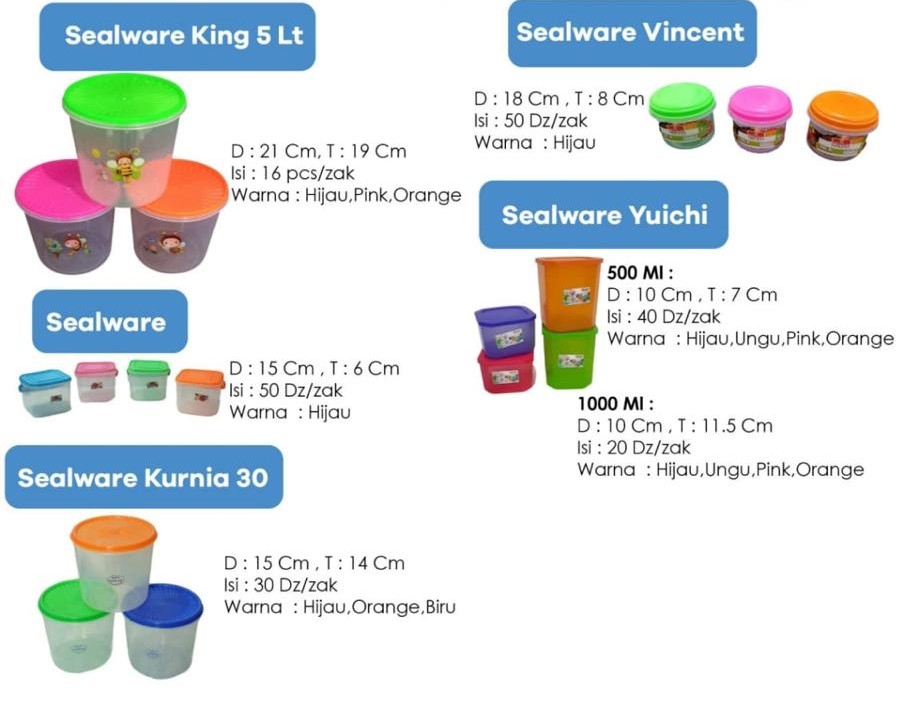 Sealware King 5 Lt
D : 21 Cm, T : 19 Cm
Isi : 16 pcs/zak
Warna : Hijau,Pink,Orange
Sealware
D : 15 Cm , T : 6 Cm
Isi : 50 Dz/zak
Warna : Hijau
Sealware Kurnia 30
D : 15 Cm , T : 14 Cm
Isi : 30 Dz/zak
Warna : Hijau,Orange,Biru
Sealware Vincent
D : 18 Cm , T : 8 Cm
Isi : 50 Dz/zak
Warna : Hijau
Sealware Yuichi
500 Ml :
D : 10 Cm , T : 7 Cm
Isi : 40 Dz/zak
Warna : Hijau,Ungu,Pink,Orange
1000 Ml :
D : 10 Cm , T : 11.5 Cm
Isi : 20 Dz/zak
Warna : Hijau,Ungu,Pink,Orange